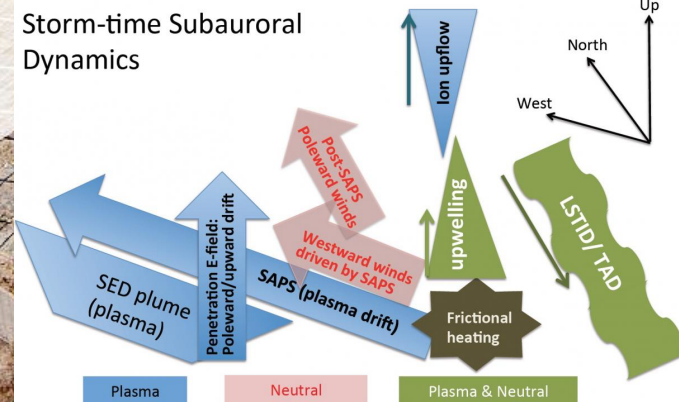 Storm-time Subauroral
Dynamics
Up
North
West
Ion upflow
Post-SAPS
Poleward winds
Westward winds
driven by SAPS
upwelling
LSTID/ TAD
Penetration E-field:
Poleward/upward drift
SED plume
(plasma)
SAPS (plasma drift)
Frictional
heating
Plasma
Neutral
Plasma & Neutral